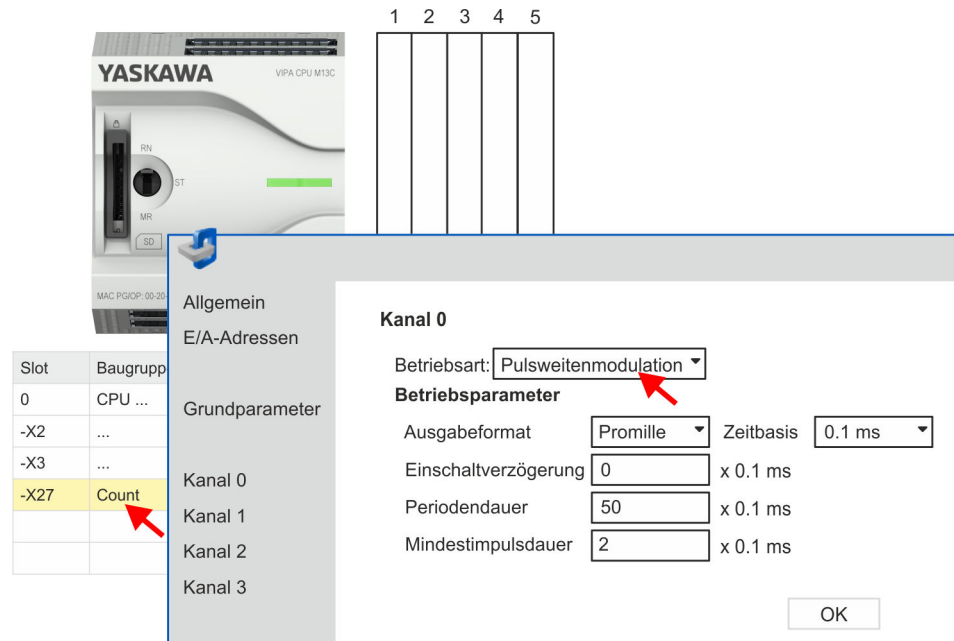 1 2 3 4 5
YASKAWA VIPA CPU M13C
RN
ST
MR
SD
MAC PG/OP: 00-20-
Allgemein
E/A-Adressen
Grundparameter
Kanal 0
Kanal 1
Kanal 2
Kanal 3
Kanal 0
Betriebsart: Pulsweitenmodulation
Betriebsparameter
Ausgabeformat Promille Zeitbasis 0.1 ms
Einschaltverzögerung 0 x 0.1 ms
Periodendauer 50 x 0.1 ms
Mindestimpulsdauer 2 x 0.1 ms
OK
Slot Baugrupp
0 CPU ...
-X2 ...
-X3 ...
-X27 Count